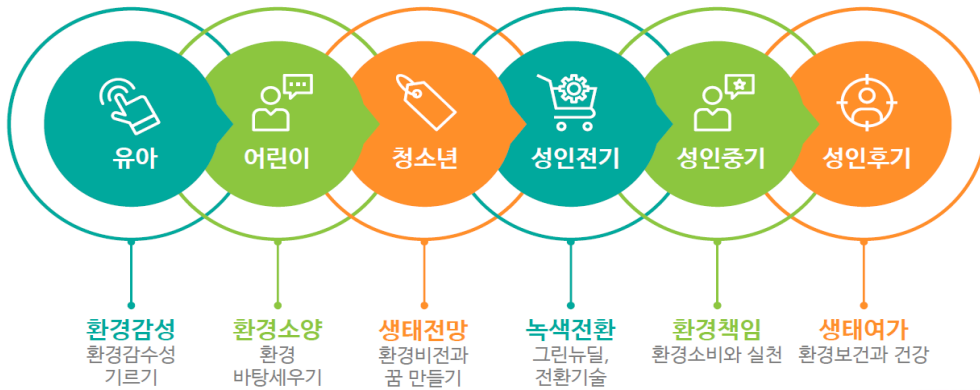 유아
어린이
청소년
성인전기
성인중기
성인후기
환경감성
환경감수성
기르기
환경소양
환경
바탕세우기
생태전망
환경비전과
꿈 만들기
녹색전환
그린뉴딜,
전환기술
환경책임
환경소비와 실천
생태여가
환경보건과 건강